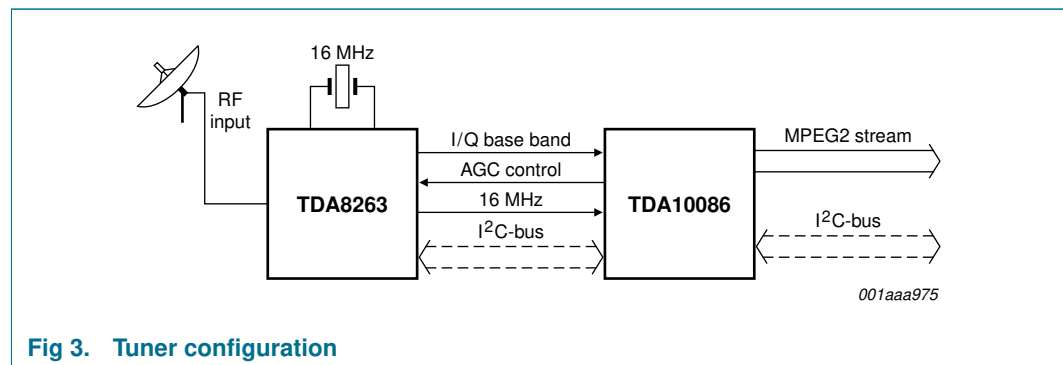 16 MHz
RF
input
I/Q base band
AGC control
16 MHz
I²C-bus
TDA8263
TDA10086
MPEG2 stream
I²C-bus
001aaa975
Fig 3. Tuner configuration